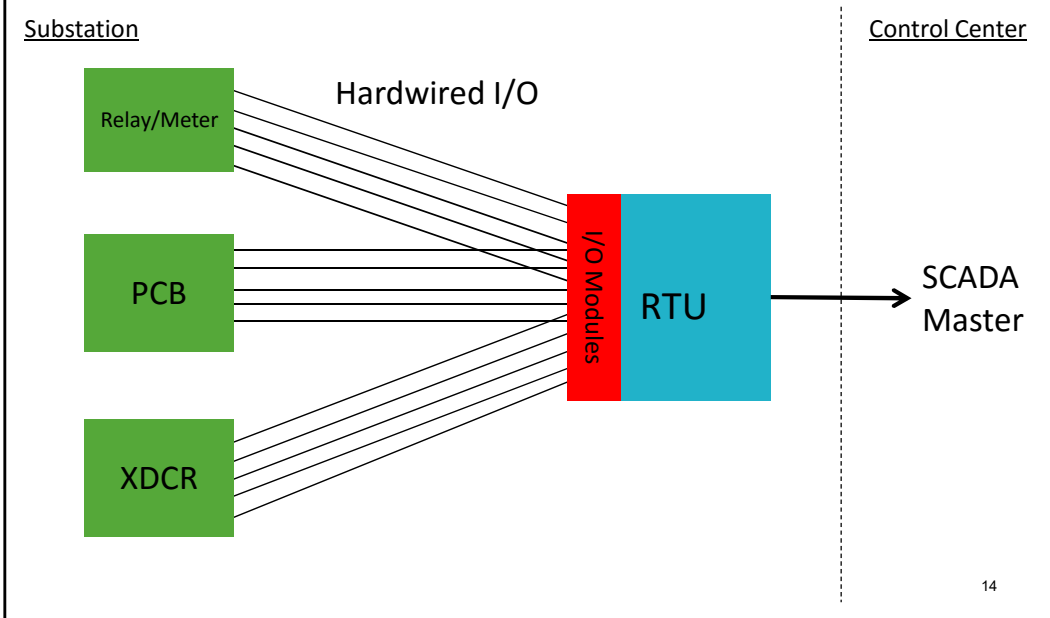 Substation
Control Center
Hardwired I/O
Relay/Meter
PCB
XDCR
I/O Modules
RTU
SCADA
Master
14